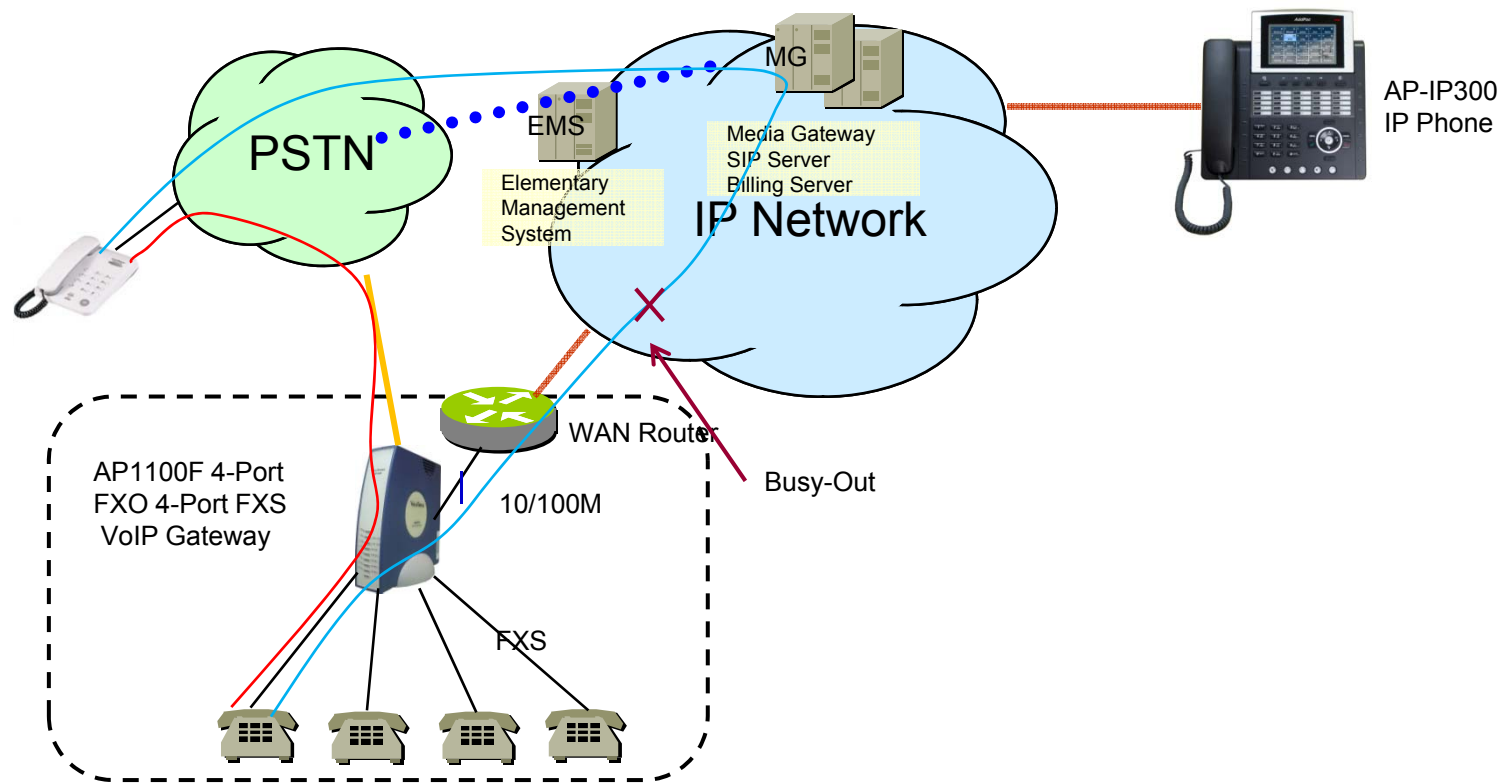 MG
EMS
PSTN
Media Gateway
SIP Server
Billing Server
Elementary
Management
System
IP Network
AP-IP300
IP Phone
WAN Router
AP1100F 4-Port
FXO 4-Port FXS
VoIP Gateway
10/100M
Busy-Out
FXS